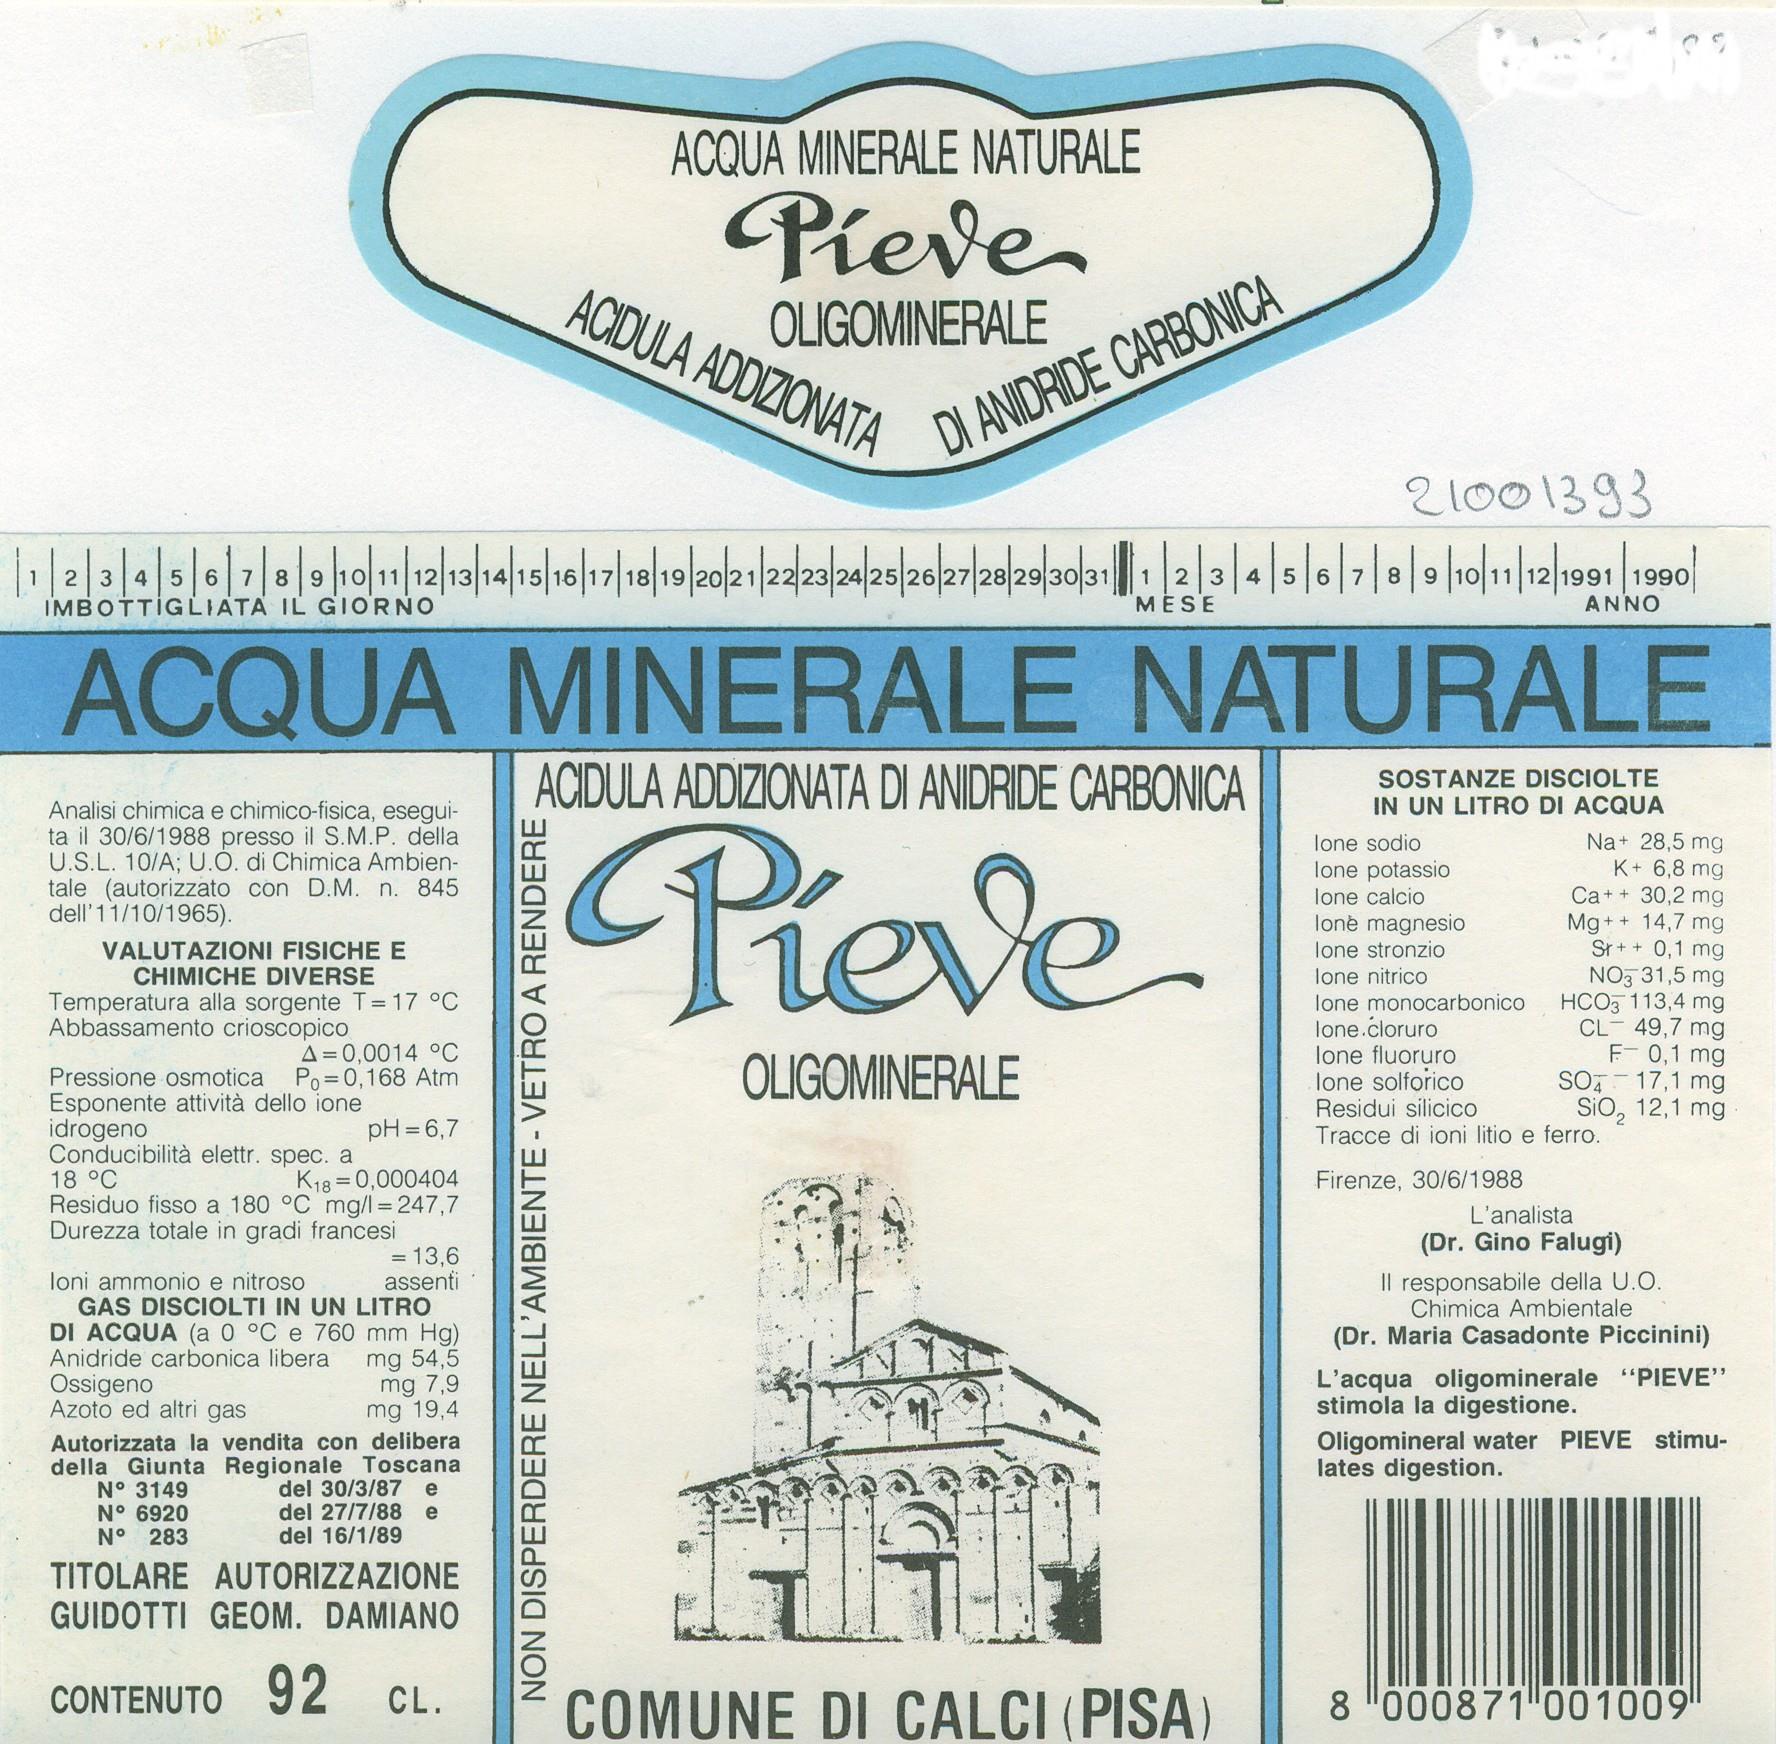 ACQUA MINERALE NATURALE
Pieve
OLIGOMINERALE
ACIDULA ADDIZIONATA DI ANIDRIDE CARBONICA
21001393
1 2 3 4 5 6 7 8 9 10 11 12 13 14 15 16 17 18 19 20 21 22 23 24 25 26 27 28 29 30 31 1 2 3 4 5 6 7 8 9 10 11 12 1991 1990
IMBOTTIGLIATA IL GIORNO MESE ANNO
ACQUA MINERALE NATURALE
Analisi chimica e chimico-fisica, esegui-
ta il 30/6/1988 presso il S.M.P. della
U.S.L. 10/A; U.O. di Chimica Ambien-
tale (autorizzato con D.M. n. 845
dell'11/10/1965).
VALUTAZIONI FISICHE E
CHIMICHE DIVERSE
Temperatura alla sorgente T = 17 °C
Abbassamento crioscopico
Δ = 0,0014 °C
Pressione osmotica P₀ = 0,168 Atm
Esponente attività dello ione
idrogeno pH = 6,7
Conducibilità elettr. spec. a
18 °C K₁₈ = 0,000404
Residuo fisso a 180 °C mg/l = 247,7
Durezza totale in gradi francesi
= 13,6
Ioni ammonio e nitroso assenti
GAS DISCIOLTI IN UN LITRO
DI ACQUA (a 0 °C e 760 mm Hg)
Anidride carbonica libera mg 54,5
Ossigeno mg 7,9
Azoto ed altri gas mg 19,4
Autorizzata la vendita con delibera
della Giunta Regionale Toscana
N° 3149 del 30/3/87 e
N° 6920 del 27/7/88 e
N° 283 del 16/1/89
TITOLARE AUTORIZZAZIONE
GUIDOTTI GEOM. DAMIANO
CONTENUTO 92 CL.
NON DISPERDERE NELL'AMBIENTE - VETRO A RENDERE
ACIDULA ADDIZIONATA DI ANIDRIDE CARBONICA
Pieve
OLIGOMINERALE
COMUNE DI CALCI (PISA)
SOSTANZE DISCIOLTE
IN UN LITRO DI ACQUA
Ione sodio Na+ 28,5 mg
Ione potassio K+ 6,8 mg
Ione calcio Ca++ 30,2 mg
Ione magnesio Mg++ 14,7 mg
Ione stronzio Sr++ 0,1 mg
Ione nitrico NO₃⁻ 31,5 mg
Ione monocarbonico HCO₃⁻ 113,4 mg
Ione cloruro CL⁻ 49,7 mg
Ione fluoruro F⁻ 0,1 mg
Ione solforico SO₄⁻⁻ 17,1 mg
Residui silicico SiO₂ 12,1 mg
Tracce di ioni litio e ferro.
Firenze, 30/6/1988
L'analista
(Dr. Gino Falugi)
Il responsabile della U.O.
Chimica Ambientale
(Dr. Maria Casadonte Piccinini)
L'acqua oligominerale "PIEVE"
stimola la digestione.
Oligomineral water PIEVE stimu-
lates digestion.
8 000871 001009